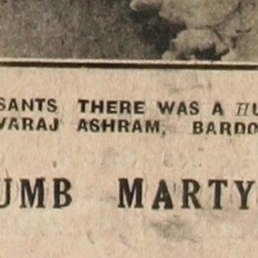 SANTS THERE WAS A HU
VARAJ ASHRAM, BARDO
UMB MARTY